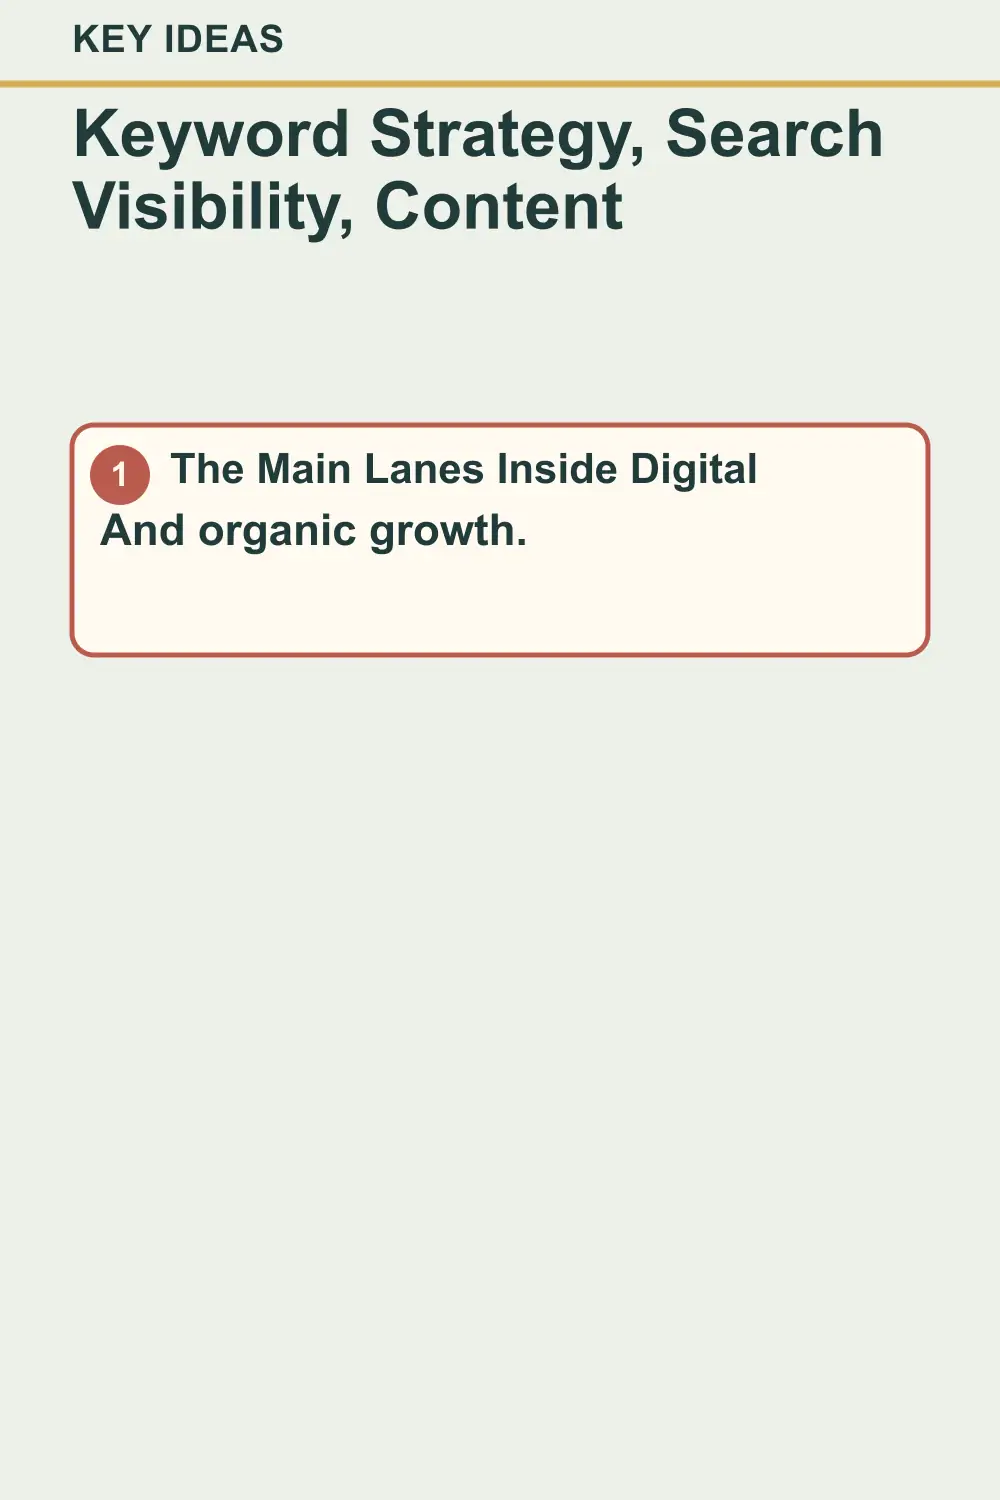 KEY IDEAS
Keyword Strategy, Search
Visibility, Content
1 The Main Lanes Inside Digital
And organic growth.